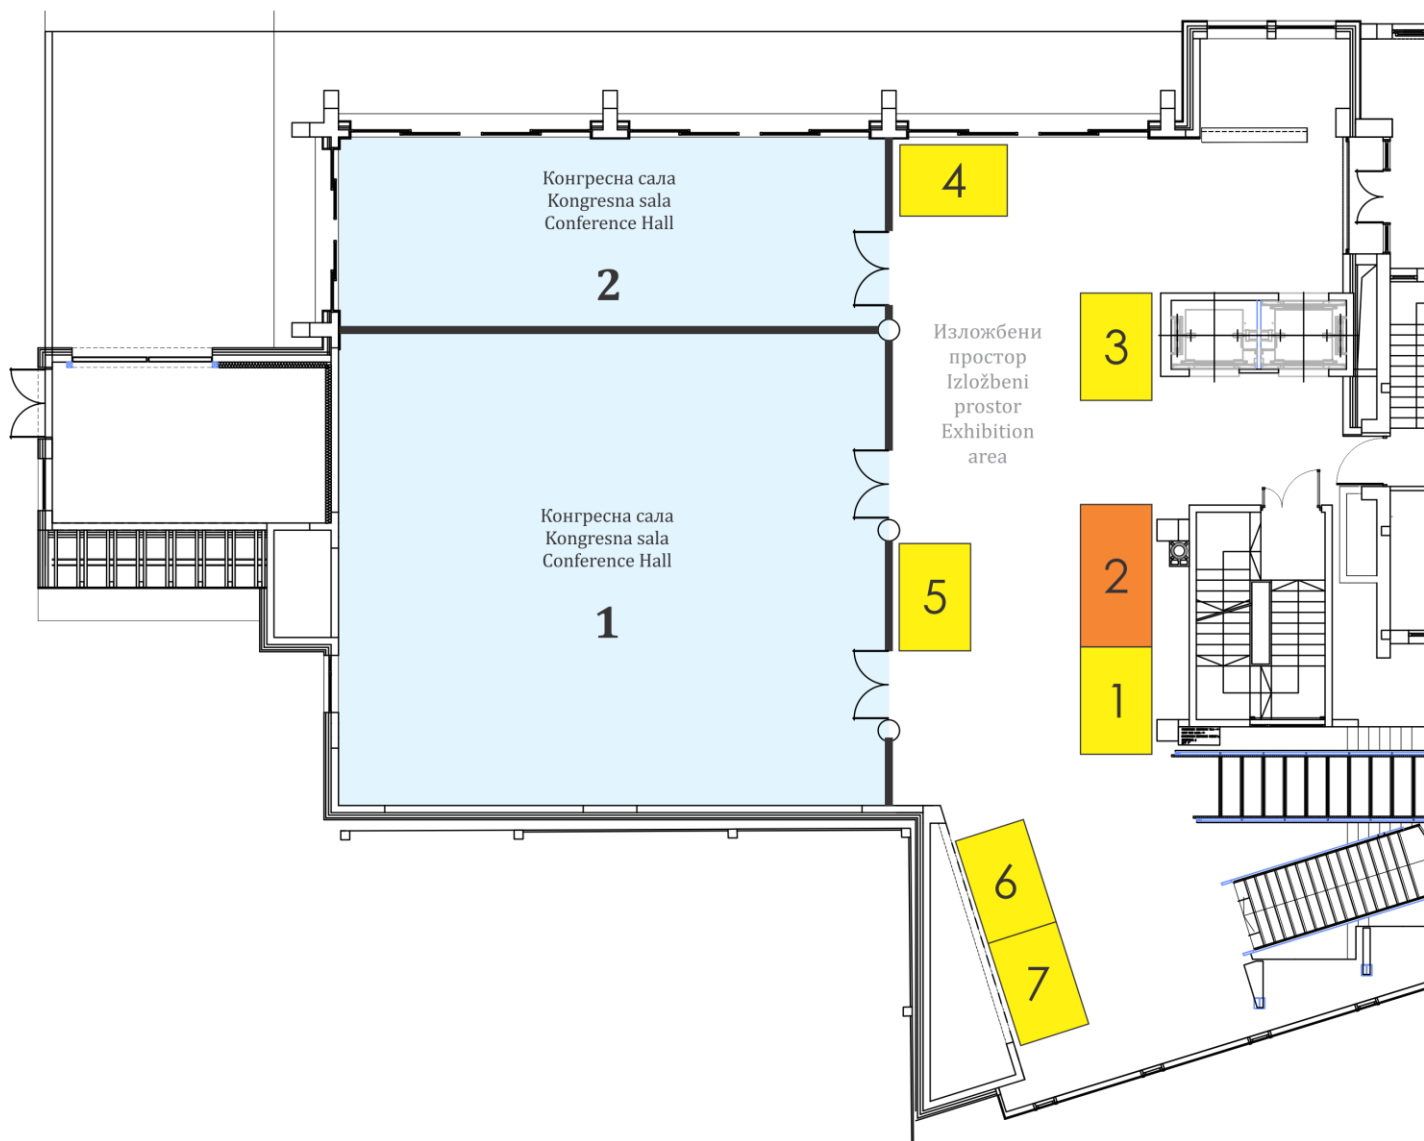 Конгресна сала
Kongresna sala
Conference Hall
2
4
Изложбени
простор
Izložbeni
prostor
Exhibition
area
3
Конгресна сала
Kongresna sala
Conference Hall
1
5
2
1
6
7